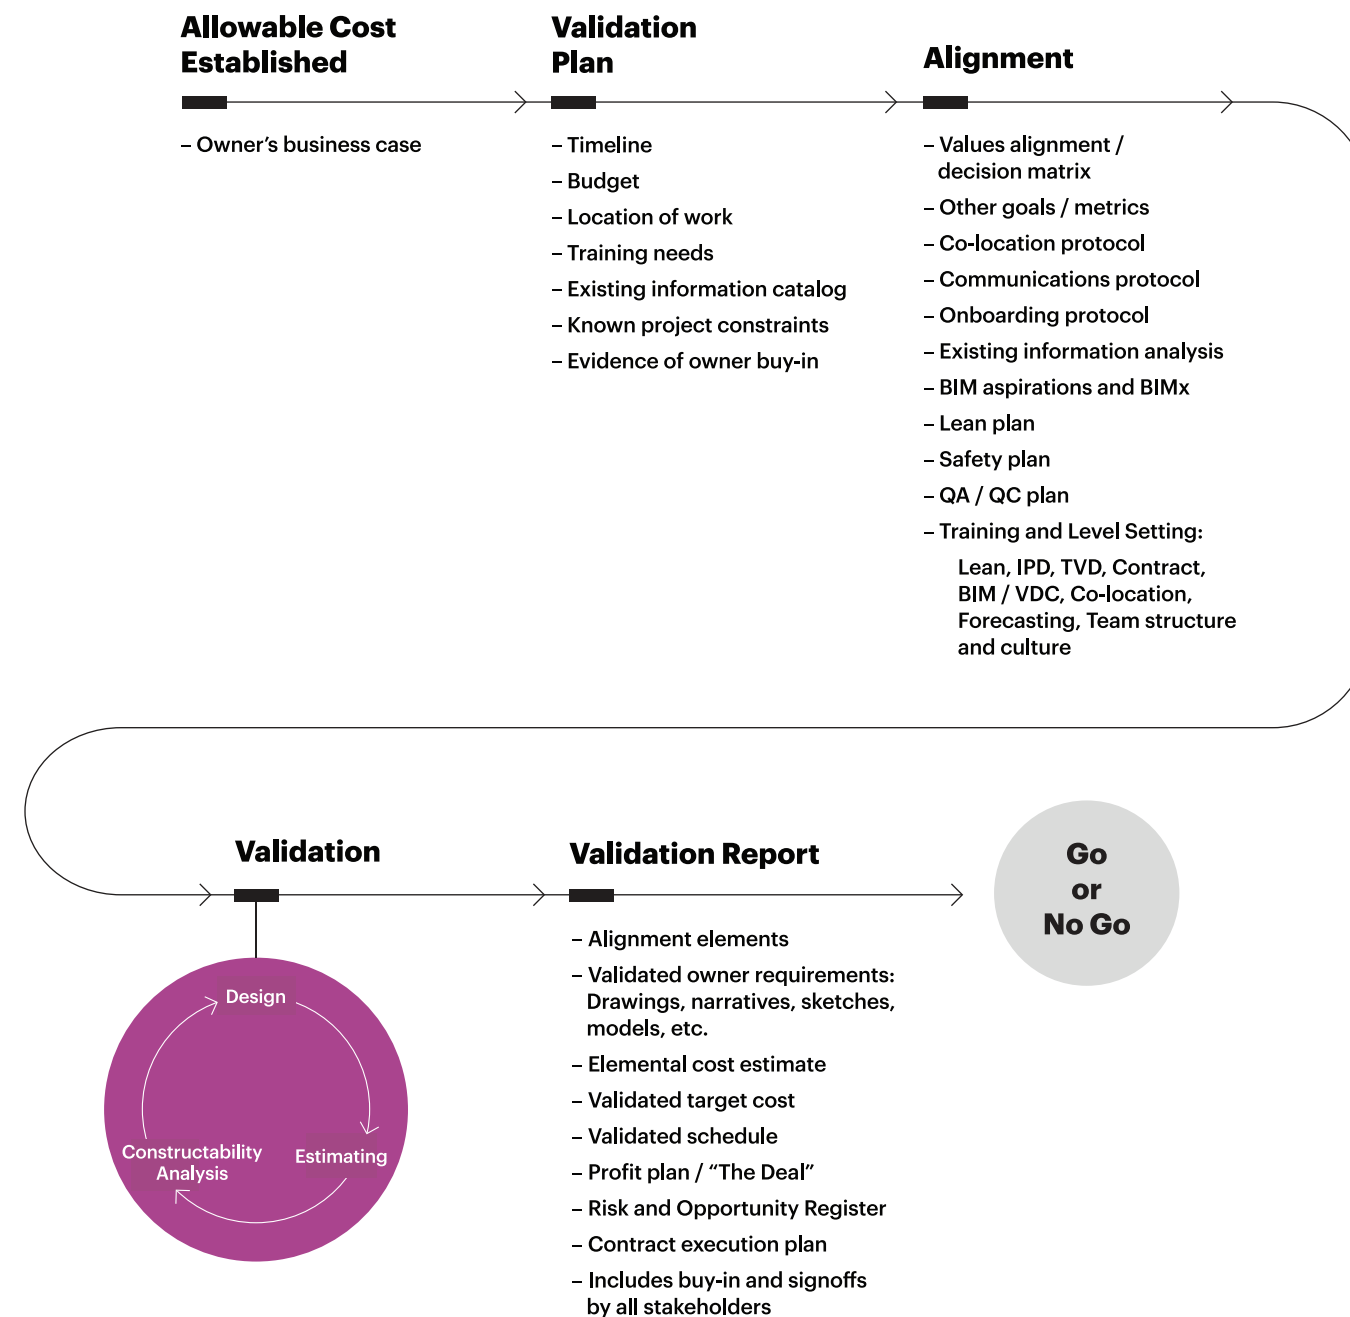 Allowable Cost
Established
– Owner's business case
Validation
Plan
– Timeline
– Budget
– Location of work
– Training needs
– Existing information catalog
– Known project constraints
– Evidence of owner buy-in
Alignment
– Values alignment /
decision matrix
– Other goals / metrics
– Co-location protocol
– Communications protocol
– Onboarding protocol
– Existing information analysis
– BIM aspirations and BIMx
– Lean plan
– Safety plan
– QA / QC plan
– Training and Level Setting:
Lean, IPD, TVD, Contract,
BIM / VDC, Co-location,
Forecasting, Team structure
and culture
Validation
Design
Estimating
Constructability
Analysis
Validation Report
– Alignment elements
– Validated owner requirements:
Drawings, narratives, sketches,
models, etc.
– Elemental cost estimate
– Validated target cost
– Validated schedule
– Profit plan / “The Deal”
– Risk and Opportunity Register
– Contract execution plan
– Includes buy-in and signoffs
by all stakeholders
Go
or
No Go